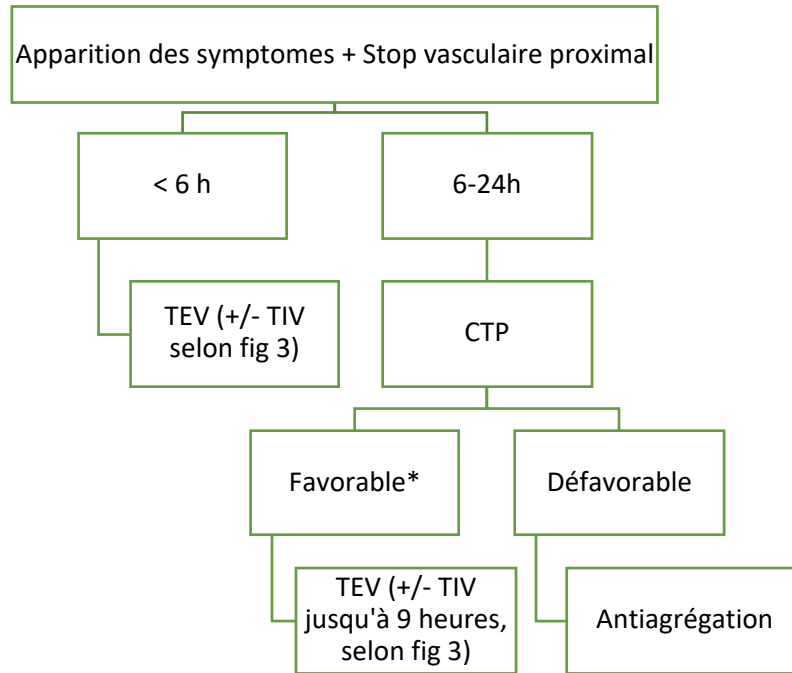 Apparition des symptomes + Stop vasculaire proximal
< 6 h
6-24h
TEV (+/- TIV
selon fig 3)
CTP
Favorable*
Défavorable
TEV (+/- TIV
jusqu'à 9 heures,
selon fig 3)
Antiagrégation